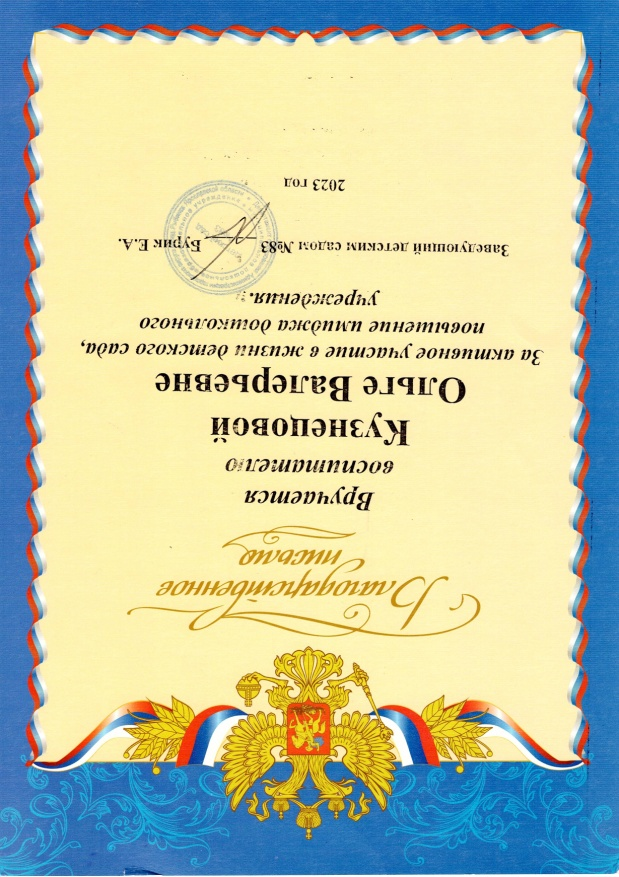 Благодарственное
письмо
Вручается
воспитателю
Кузнецовой
Ольге Валерьевне
За активное участие в жизни детского сада,
повышение имиджа дошкольного
учреждения.
Заведующий детским садом №83 Бурик Е.А.
2023 год